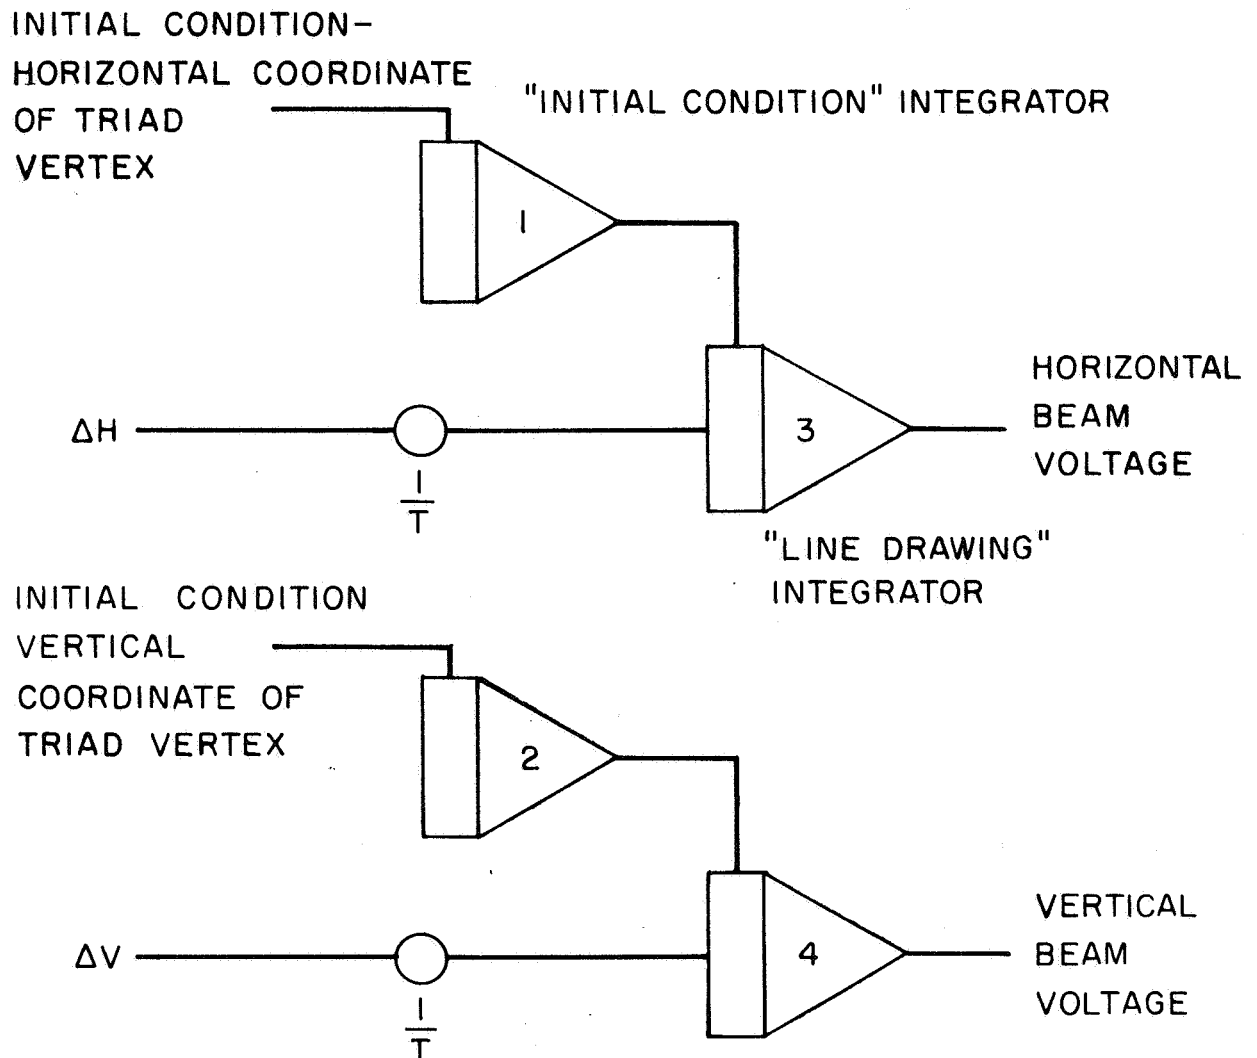 INITIAL CONDITION-
HORIZONTAL COORDINATE
OF TRIAD
VERTEX
"INITIAL CONDITION" INTEGRATOR
1
ΔH
1
T
3
HORIZONTAL
BEAM
VOLTAGE
"LINE DRAWING"
INTEGRATOR
INITIAL CONDITION
VERTICAL
COORDINATE OF
TRIAD VERTEX
2
ΔV
1
T
4
VERTICAL
BEAM
VOLTAGE